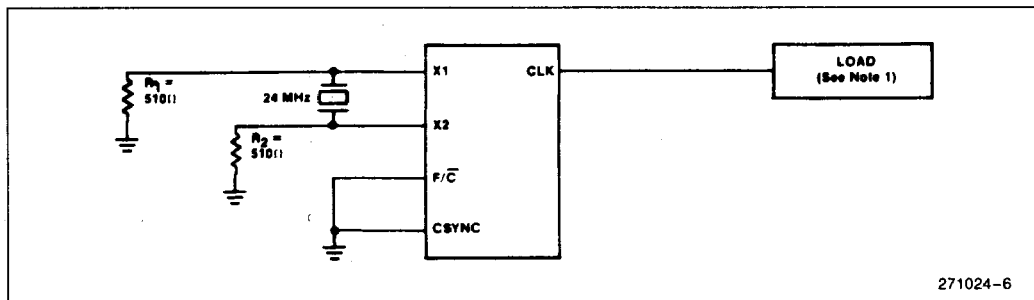 X1
CLK
LOAD
(See Note 1)
R1 =
510Ω
24 MHz
X2
R2 =
510Ω
F/C̅
CSYNC
271024-6